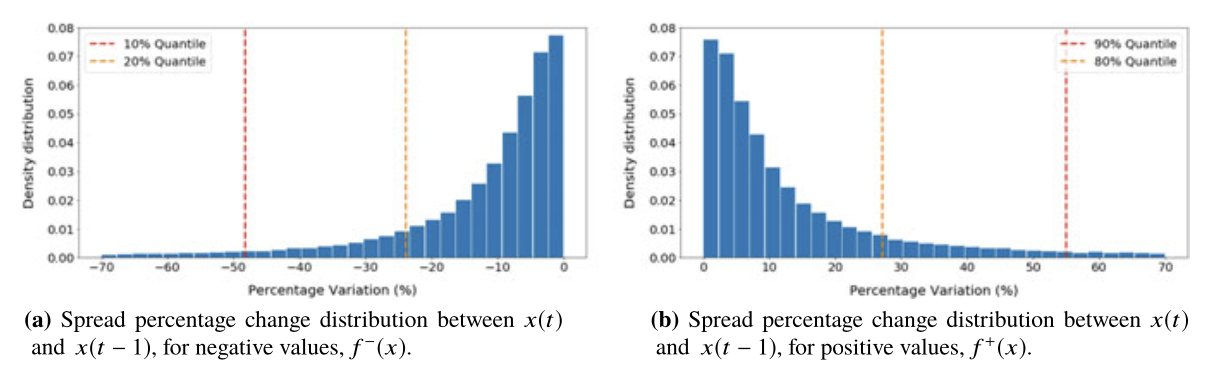 0.08
0.07
0.06
0.05
0.04
0.03
0.02
0.01
0.00
Density distribution
10% Quantile
20% Quantile
−70 −60 −50 −40 −30 −20 −10 0
Percentage Variation (%)
(a) Spread percentage change distribution between x(t)
and x(t − 1), for negative values, f⁻(x).
0.08
0.07
0.06
0.05
0.04
0.03
0.02
0.01
0.00
Density distribution
90% Quantile
80% Quantile
0 10 20 30 40 50 60 70
Percentage Variation (%)
(b) Spread percentage change distribution between x(t)
and x(t − 1), for positive values, f⁺(x).